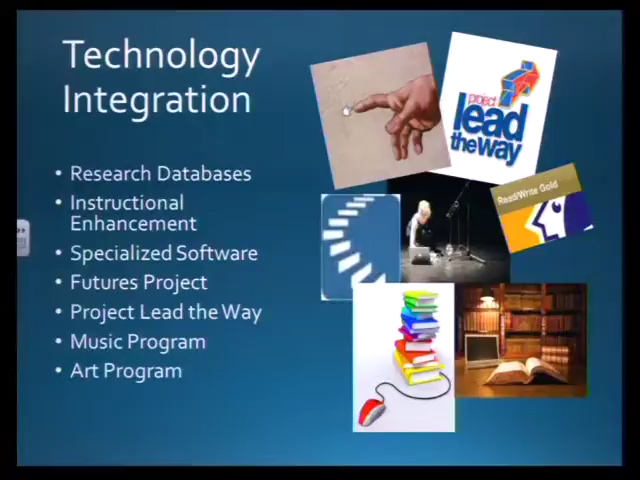 Technology
Integration
• Research Databases
• Instructional
Enhancement
• Specialized Software
• Futures Project
• Project Lead the Way
• Music Program
• Art Program
project
lead
the way
Read/Write Gold